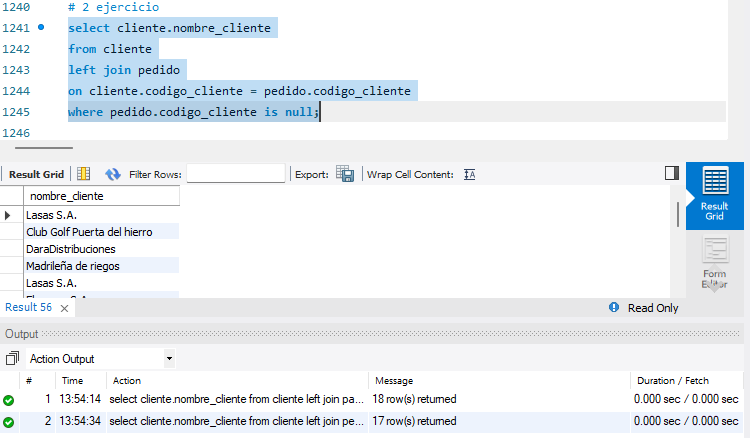 1240 # 2 ejercicio
1241 select cliente.nombre_cliente
1242 from cliente
1243 left join pedido
1244 on cliente.codigo_cliente = pedido.codigo_cliente
1245 where pedido.codigo_cliente is null;
1246
Result Grid Filter Rows: Export: Wrap Cell Content:
nombre_cliente
Lasas S.A.
Club Golf Puerta del hierro
DaraDistribuciones
Madrileña de riegos
Lasas S.A.
Result Grid
Form Editor
Result 56 Read Only
Output
Action Output
# Time Action Message Duration / Fetch
1 13:54:14 select cliente.nombre_cliente from cliente left join pa... 18 row(s) returned 0.000 sec / 0.000 sec
2 13:54:34 select cliente.nombre_cliente from cliente left join pe... 17 row(s) returned 0.000 sec / 0.000 sec